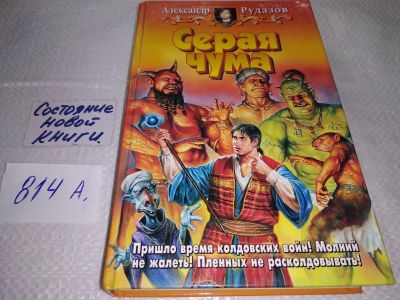 Александр Рудазов
Серая
чума
Состояние
новой
книги.
814 А.
Пришло время колдовских войн! Молний
не жалеть! Пленных не расколдовывать!